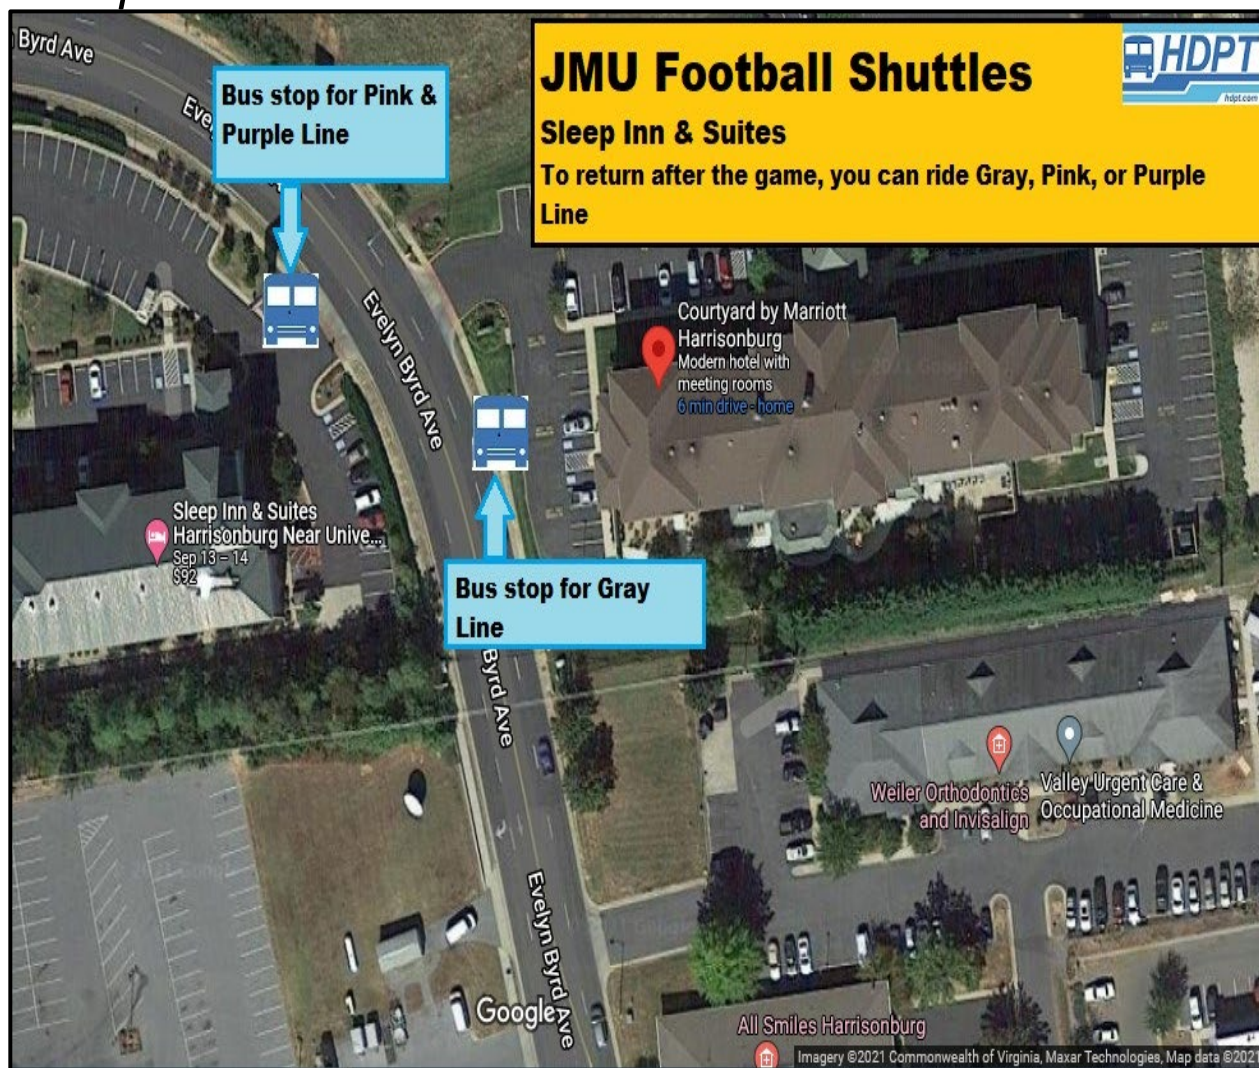 Byrd Ave
Bus stop for Pink &
Purple Line
JMU Football Shuttles
HDPT
hdpt.com
Sleep Inn & Suites
To return after the game, you can ride Gray, Pink, or Purple
Line
Evelyn Byrd Ave
Courtyard by Marriott
Harrisonburg
Modern hotel with
meeting rooms
6 min drive - home
Sleep Inn & Suites
Harrisonburg Near Unive...
Sep 13 – 14
$92
Bus stop for Gray
Line
Byrd Ave
Weiler Orthodontics
and Invisalign
Valley Urgent Care &
Occupational Medicine
Evelyn Byrd Ave
Google
All Smiles Harrisonburg
Imagery ©2021 Commonwealth of Virginia, Maxar Technologies, Map data ©2021